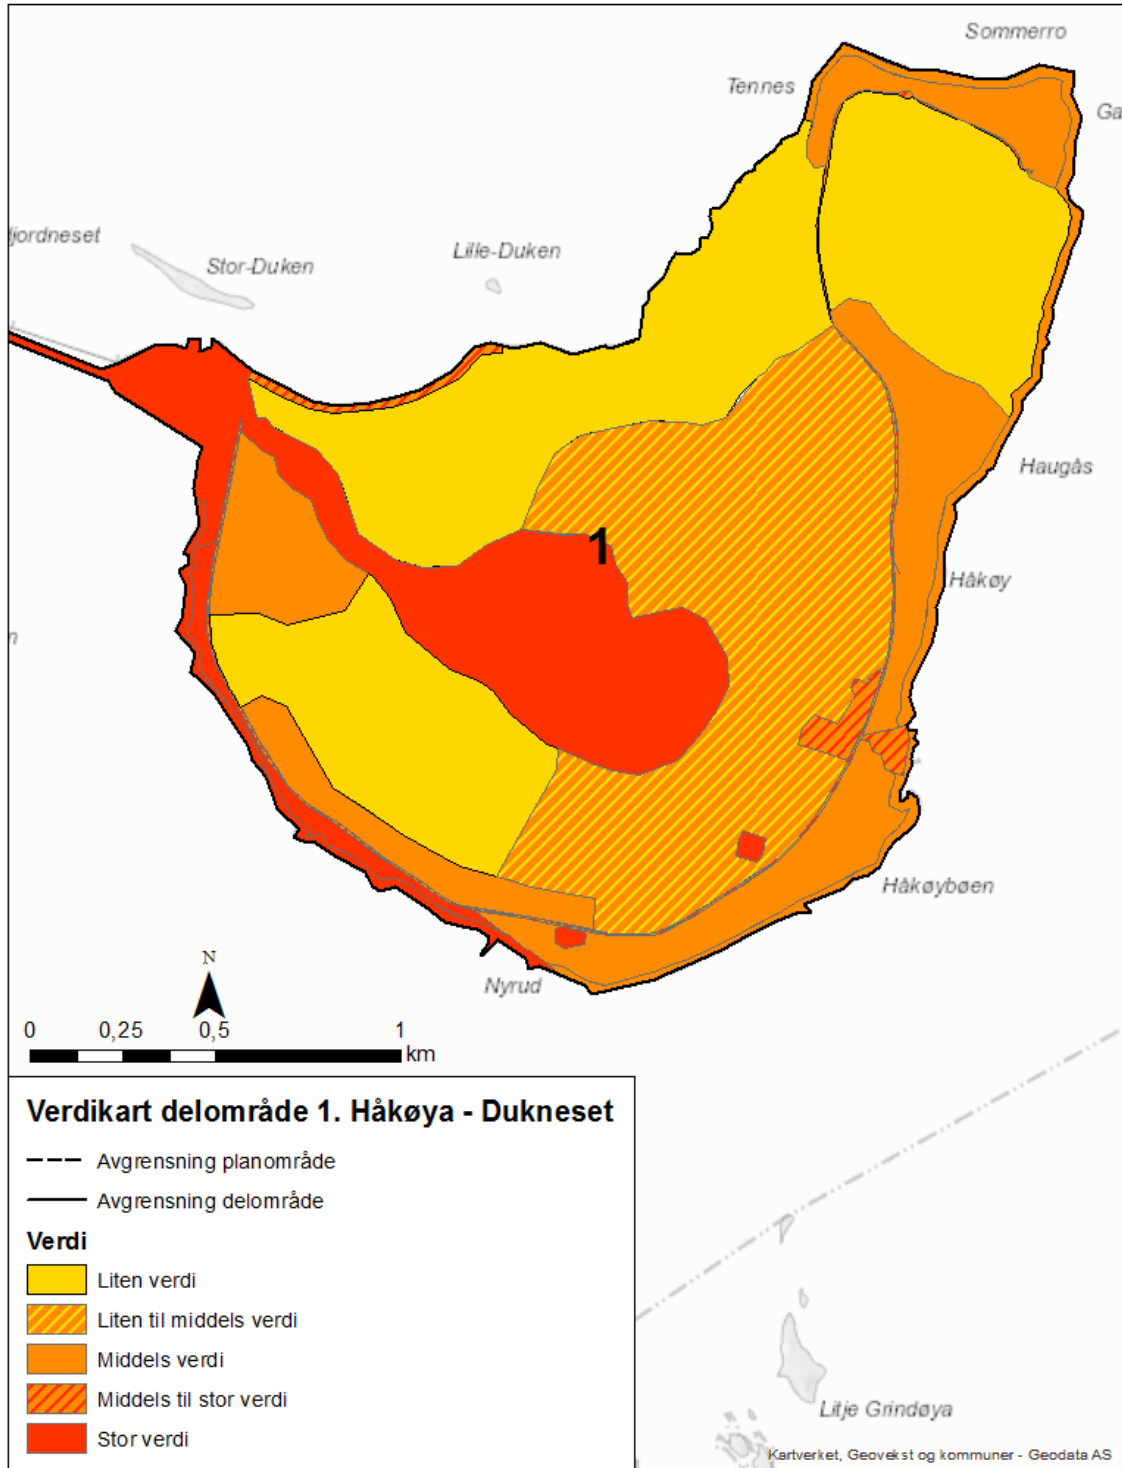 Sommerro
Tennes
Ga
fjordneset
Stor-Duken
Lille-Duken
Haugås
1
Håkøy
n
Håkøybøen
Nyrud
N
0 0,25 0,5 1
km
Verdikart delområde 1. Håkøya - Dukneset
Avgrensning planområde
Avgrensning delområde
Verdi
Liten verdi
Liten til middels verdi
Middels verdi
Middels til stor verdi
Stor verdi
Litje Grindøya
Kartverket, Geovekst og kommuner - Geodata AS